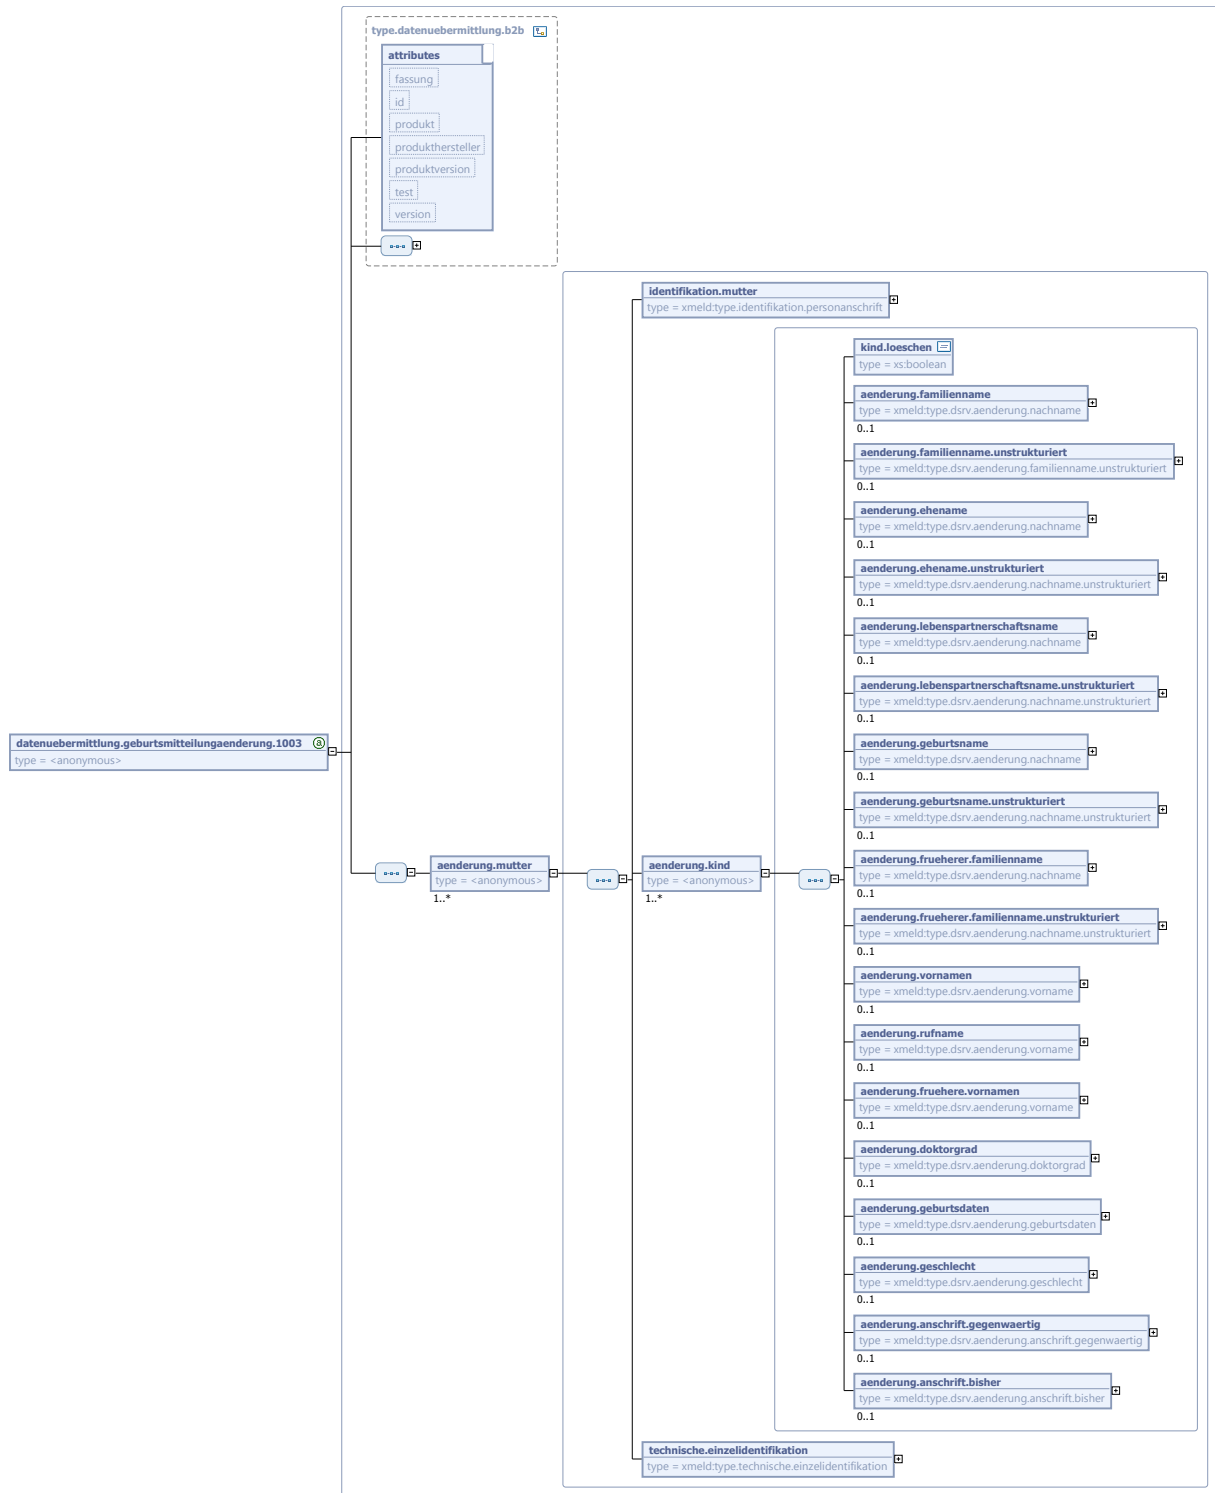 type.datenuebermittlung.b2b
attributes
fassung
id
produkt
produkthersteller
produktversion
test
version
identifikation.mutter
type = xmeld:type.identifikation.personanschrift
kind.loeschen
type = xs:boolean
aenderung.familienname
type = xmeld:type.dsrv.aenderung.nachname
0..1
aenderung.familienname.unstrukturiert
type = xmeld:type.dsrv.aenderung.familienname.unstrukturiert
0..1
aenderung.ehename
type = xmeld:type.dsrv.aenderung.nachname
0..1
aenderung.ehename.unstrukturiert
type = xmeld:type.dsrv.aenderung.nachname.unstrukturiert
0..1
aenderung.lebenspartnerschaftsname
type = xmeld:type.dsrv.aenderung.nachname
0..1
aenderung.lebenspartnerschaftsname.unstrukturiert
type = xmeld:type.dsrv.aenderung.nachname.unstrukturiert
0..1
datenuebermittlung.geburtsmitteilungaenderung.1003 a
type = <anonymous>
aenderung.geburtsname
type = xmeld:type.dsrv.aenderung.nachname
0..1
aenderung.geburtsname.unstrukturiert
type = xmeld:type.dsrv.aenderung.nachname.unstrukturiert
0..1
aenderung.mutter
type = <anonymous>
1..*
aenderung.kind
type = <anonymous>
1..*
aenderung.frueherer.familienname
type = xmeld:type.dsrv.aenderung.nachname
0..1
aenderung.frueherer.familienname.unstrukturiert
type = xmeld:type.dsrv.aenderung.nachname.unstrukturiert
0..1
aenderung.vornamen
type = xmeld:type.dsrv.aenderung.vorname
0..1
aenderung.rufname
type = xmeld:type.dsrv.aenderung.vorname
0..1
aenderung.fruehere.vornamen
type = xmeld:type.dsrv.aenderung.vorname
0..1
aenderung.doktorgrad
type = xmeld:type.dsrv.aenderung.doktorgrad
0..1
aenderung.geburtsdaten
type = xmeld:type.dsrv.aenderung.geburtsdaten
0..1
aenderung.geschlecht
type = xmeld:type.dsrv.aenderung.geschlecht
0..1
aenderung.anschrift.gegenwaertig
type = xmeld:type.dsrv.aenderung.anschrift.gegenwaertig
0..1
aenderung.anschrift.bisher
type = xmeld:type.dsrv.aenderung.anschrift.bisher
0..1
technische.einzelidentifikation
type = xmeld:type.technische.einzelidentifikation